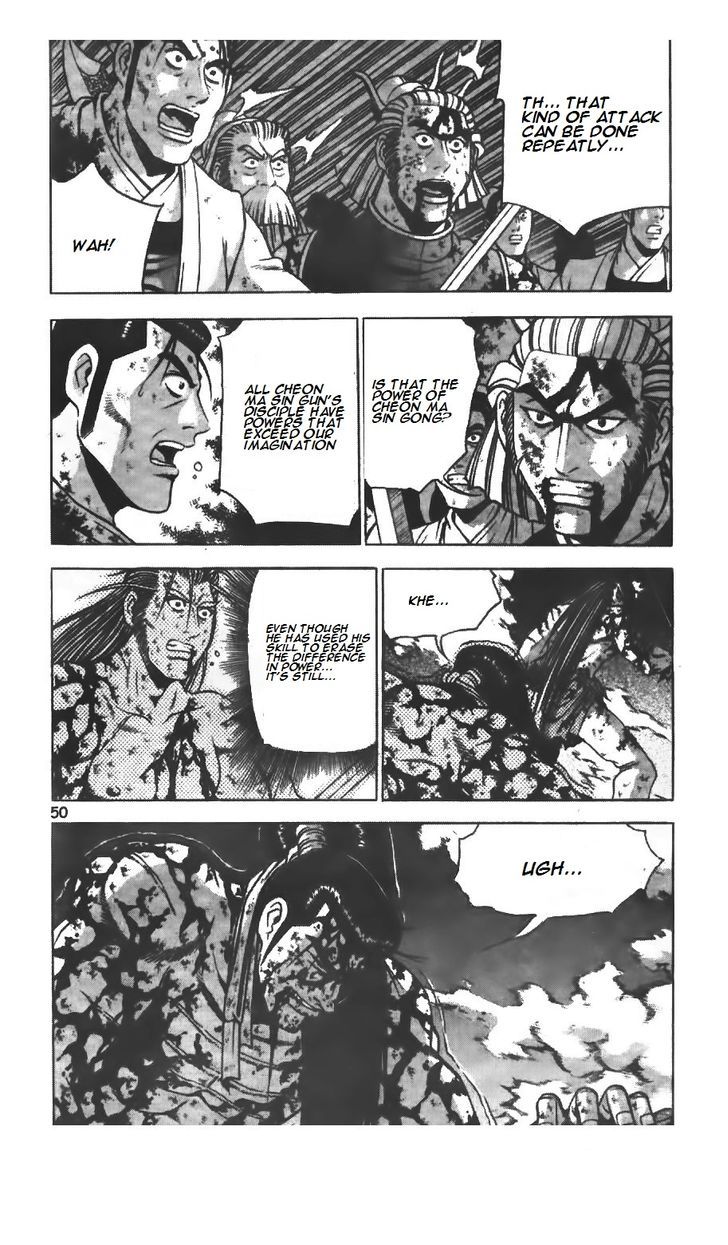 TH... THAT
KIND OF ATTACK
CAN BE DONE
REPEATLY...
WAH!
ALL CHEON
MA SIN GUN'S
DISCIPLE HAVE
POWERS THAT
EXCEED OUR
IMAGINATION
IS THAT THE
POWER OF
CHEON MA
SIN GONG?
EVEN THOUGH
HE HAS USED HIS
SKILL TO ERASE
THE DIFFERENCE
IN POWER...
IT'S STILL...
KHE...
50
UGH...